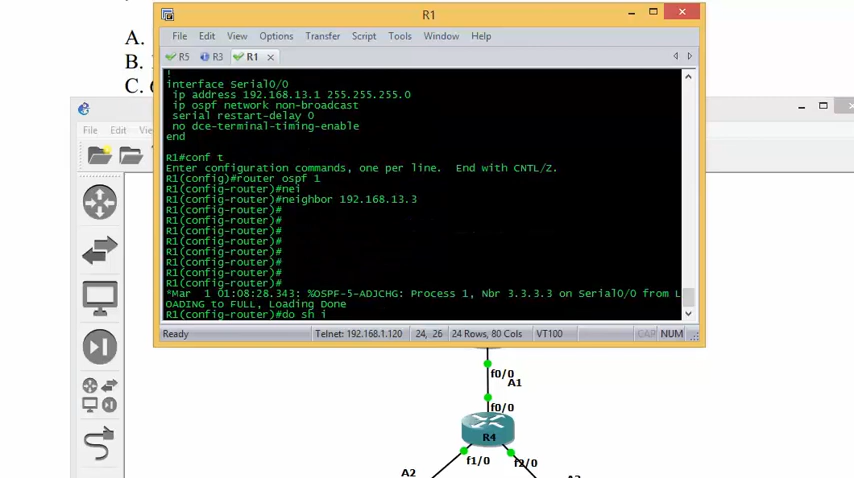 A.
B.
C.
R1
File Edit View Options Transfer Script Tools Window Help
R5 R3 R1
!
interface Serial0/0
ip address 192.168.13.1 255.255.255.0
ip ospf network non-broadcast
serial restart-delay 0
no dce-terminal-timing-enable
end
R1#conf t
Enter configuration commands, one per line. End with CNTL/Z.
R1(config)#router ospf 1
R1(config-router)#nei
R1(config-router)#neighbor 192.168.13.3
R1(config-router)#
R1(config-router)#
R1(config-router)#
R1(config-router)#
R1(config-router)#
R1(config-router)#
R1(config-router)#
R1(config-router)#
*Mar 1 01:08:28.343: %OSPF-5-ADJCHG: Process 1, Nbr 3.3.3.3 on Serial0/0 from L
OADING to FULL, Loading Done
R1(config-router)#do sh i
Ready Telnet: 192.168.1.120 24, 26 24 Rows, 80 Cols VT100 CAP NUM
File Edit
f0/0
A1
f0/0
R4
f1/0 f2/0
A2